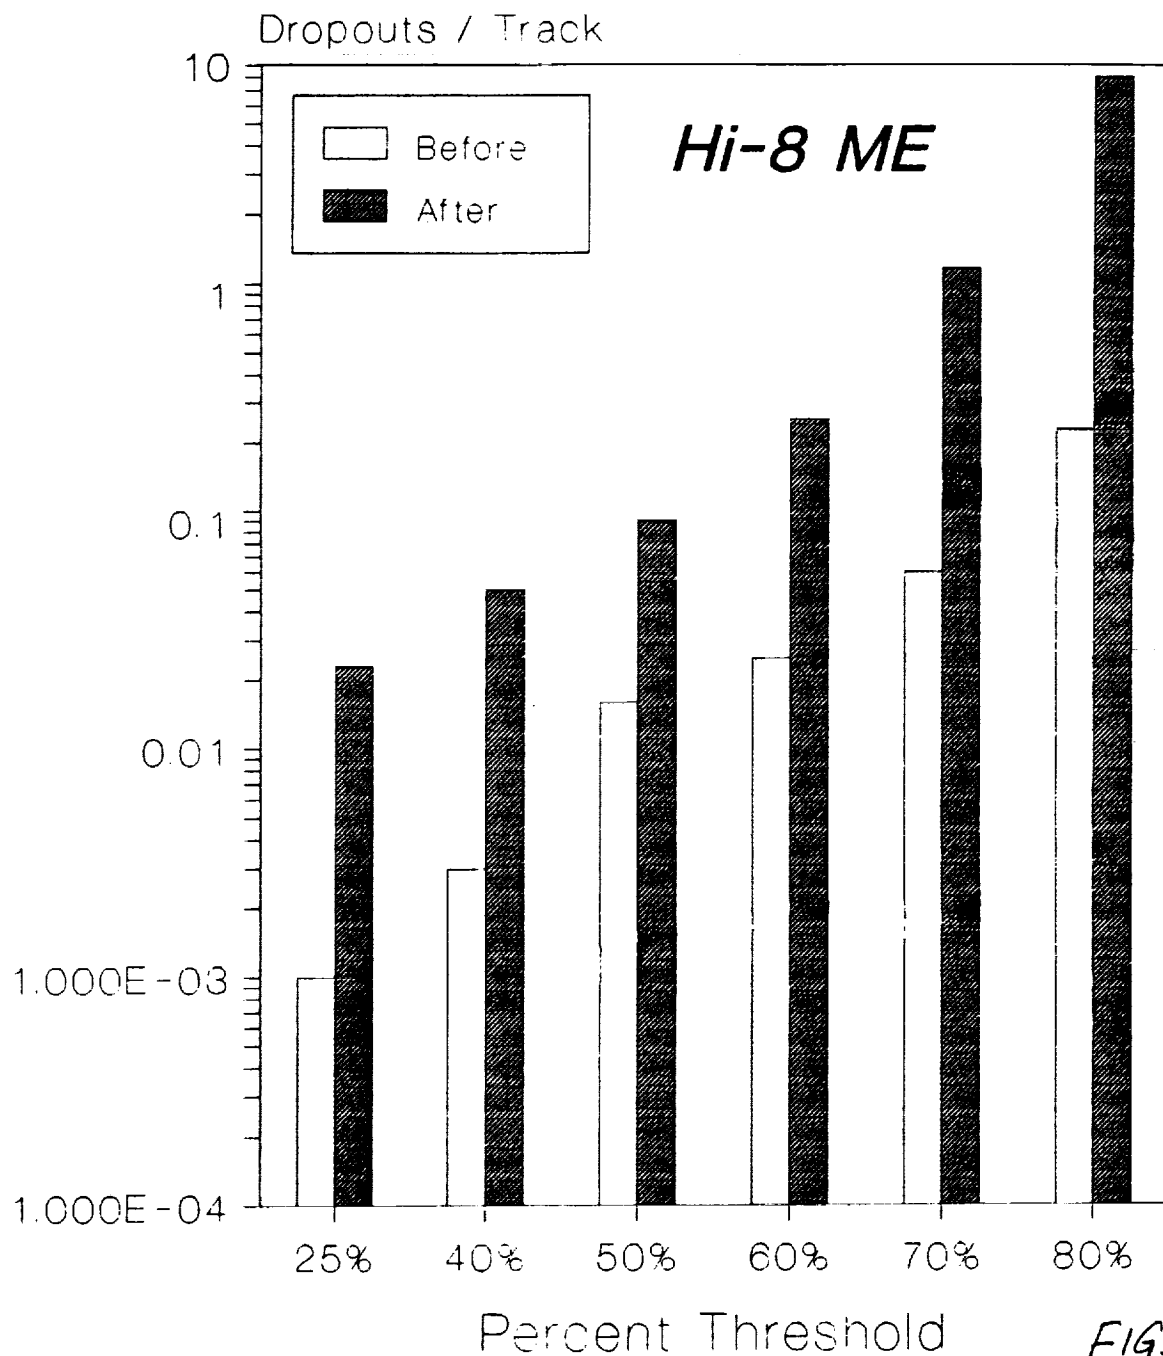 Dropouts / Track
10
Before
After
Hi-8 ME
1
0.1
0.01
1.000E-03
1.000E-04
25% 40% 50% 60% 70% 80%
Percent Threshold
FIG.